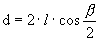 d = 2· l · cos β/2